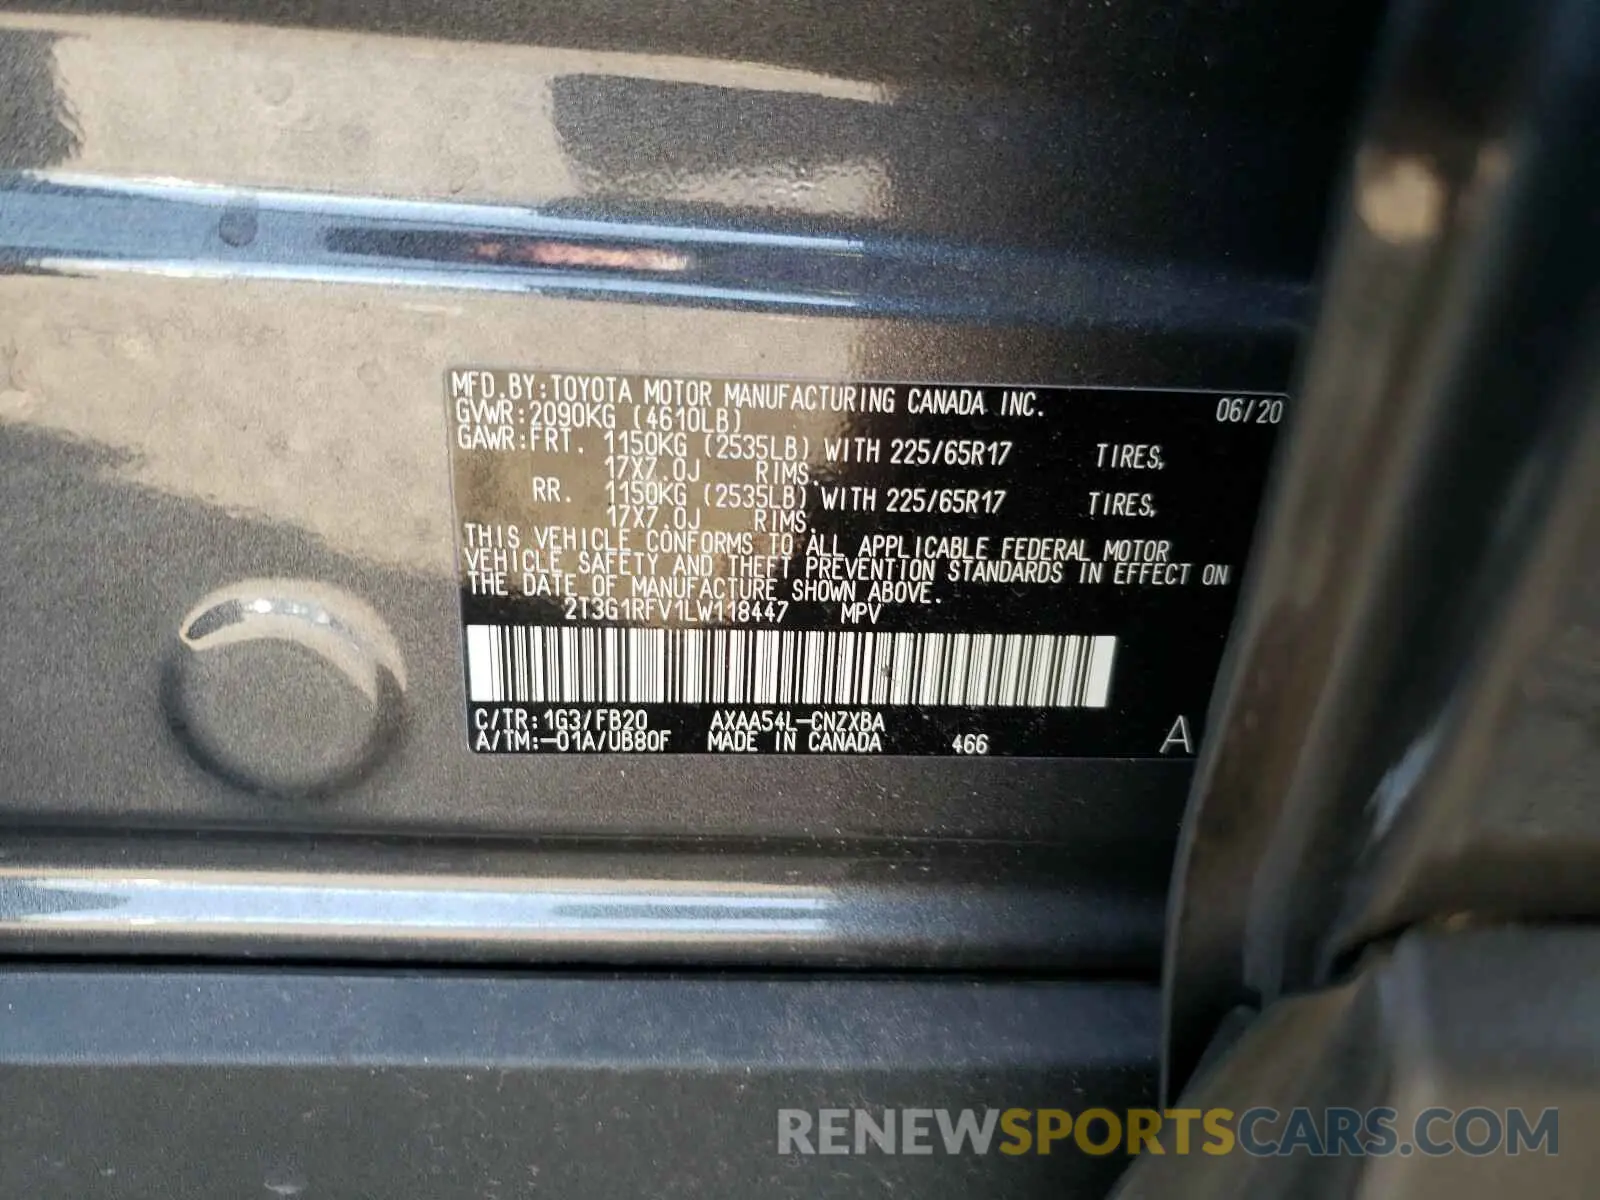 MFD.BY:TOYOTA MOTOR MANUFACTURING CANADA INC. 06/20
GVWR:2090KG (4610LB)
GAWR:FRT. 1150KG (2535LB) WITH 225/65R17 TIRES,
17X7.0J RIMS.
RR. 1150KG (2535LB) WITH 225/65R17 TIRES,
17X7.0J RIMS.
THIS VEHICLE CONFORMS TO ALL APPLICABLE FEDERAL MOTOR
VEHICLE SAFETY AND THEFT PREVENTION STANDARDS IN EFFECT ON
THE DATE OF MANUFACTURE SHOWN ABOVE.
2T3G1RFV1LW118447 MPV
C/TR:1G3/FB20 AXAA54L-CNZXBA
A/TM:-01A/UB80F MADE IN CANADA 466 A
RENEWSPORTSCARS.COM